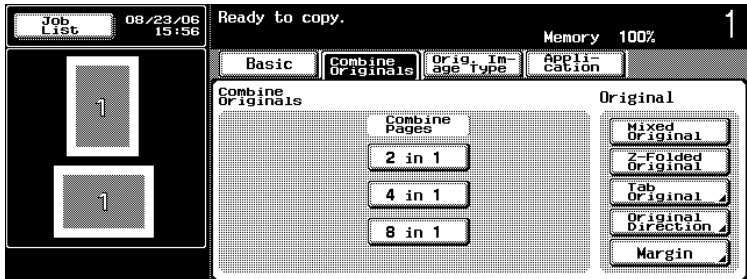 Job
List
08/23/06
15:56
Ready to copy.
Memory 100%
1
Basic
Combine
Originals
Orig. Im-
age Type
Appli-
cation
1
1
Combine
Originals
Combine
Pages
2 in 1
4 in 1
8 in 1
Original
Mixed
Original
Z-Folded
Original
Tab
Original
Original
Direction
Margin